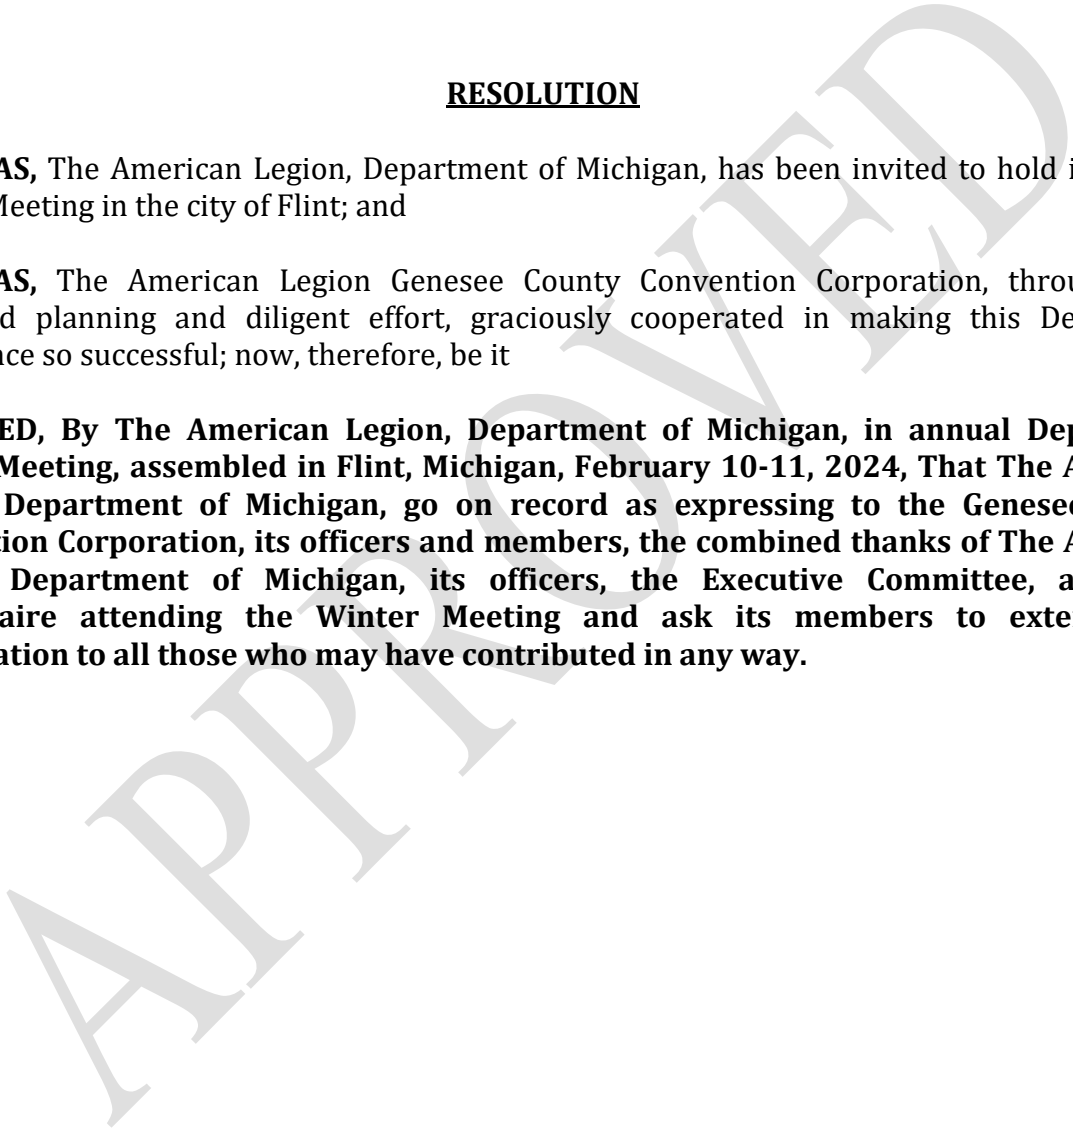 RESOLUTION
AS, The American Legion, Department of Michigan, has been invited to hold i
Meeting in the city of Flint; and
AS, The American Legion Genesee County Convention Corporation, throu
d planning and diligent effort, graciously cooperated in making this De
nce so successful; now, therefore, be it
ED, By The American Legion, Department of Michigan, in annual Dep
Meeting, assembled in Flint, Michigan, February 10-11, 2024, That The A
Department of Michigan, go on record as expressing to the Genesee
tion Corporation, its officers and members, the combined thanks of The A
Department of Michigan, its officers, the Executive Committee, a
aire attending the Winter Meeting and ask its members to exte
ation to all those who may have contributed in any way.
APPROVED